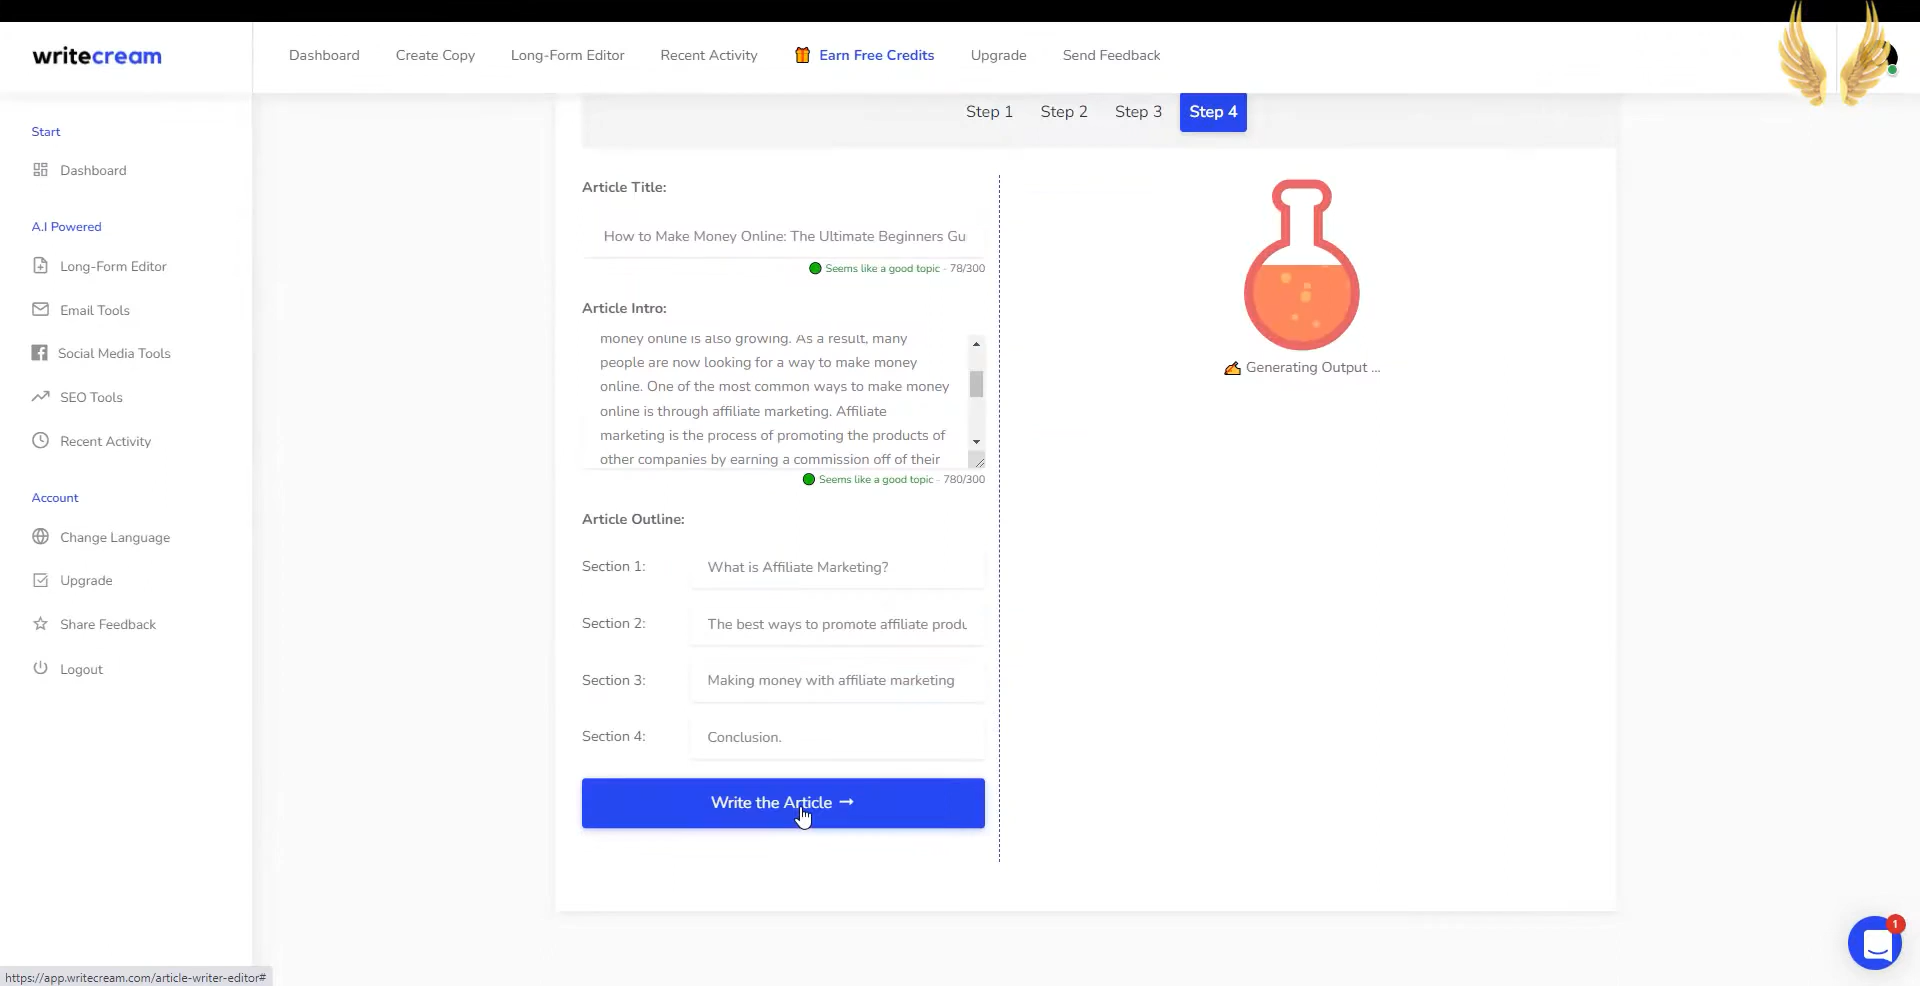 writecream
Dashboard
Create Copy
Long-Form Editor
Recent Activity
Earn Free Credits
Upgrade
Send Feedback
Start
Dashboard
A.I Powered
Long-Form Editor
Email Tools
Social Media Tools
SEO Tools
Recent Activity
Account
Change Language
Upgrade
Share Feedback
Logout
Step 1
Step 2
Step 3
Step 4
Article Title:
How to Make Money Online: The Ultimate Beginners Gu
Seems like a good topic - 78/300
Article Intro:
money online is also growing. As a result, many
people are now looking for a way to make money
online. One of the most common ways to make money
online is through affiliate marketing. Affiliate
marketing is the process of promoting the products of
other companies by earning a commission off of their
Seems like a good topic - 780/300
Article Outline:
Section 1:
What is Affiliate Marketing?
Section 2:
The best ways to promote affiliate produ
Section 3:
Making money with affiliate marketing
Section 4:
Conclusion.
Write the Article →
Generating Output ...
1
https://app.writecream.com/article-writer-editor#